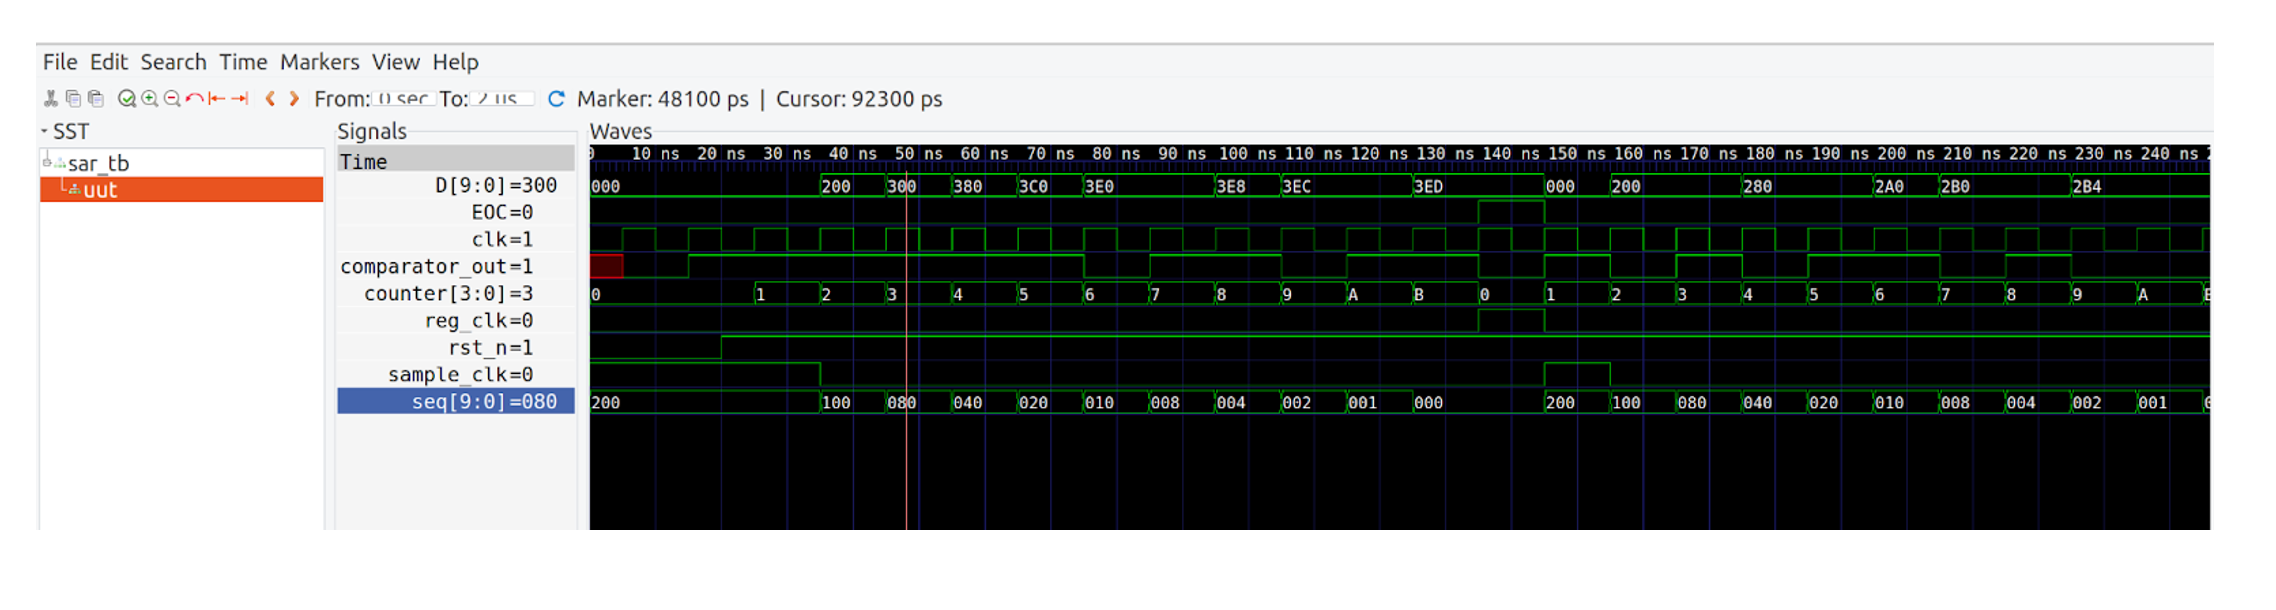 File Edit Search Time Markers View Help
From: 0 sec To: 2 us Marker: 48100 ps | Cursor: 92300 ps
SST
sar_tb
uut
Signals
Time
D[9:0]=300
EOC=0
clk=1
comparator_out=1
counter[3:0]=3
reg_clk=0
rst_n=1
sample_clk=0
seq[9:0]=080
Waves
10 ns 20 ns 30 ns 40 ns 50 ns 60 ns 70 ns 80 ns 90 ns 100 ns 110 ns 120 ns 130 ns 140 ns 150 ns 160 ns 170 ns 180 ns 190 ns 200 ns 210 ns 220 ns 230 ns 240 ns
000 200 300 380 3C0 3E0 3E8 3EC 3ED 000 200 280 2A0 2B0 2B4
0 1 2 3 4 5 6 7 8 9 A B 0 1 2 3 4 5 6 7 8 9 A
200 100 080 040 020 010 008 004 002 001 000 200 100 080 040 020 010 008 004 002 001